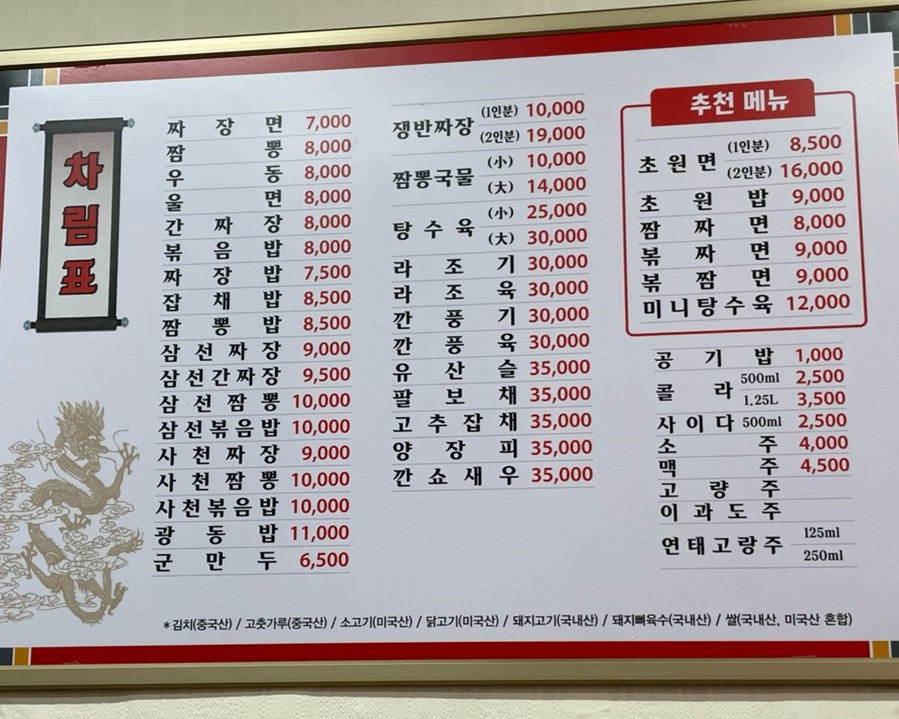 차림표
짜장면 7,000
짬뽕 8,000
우동 8,000
울면 8,000
간짜장 8,000
볶음밥 8,000
짜장밥 7,500
잡채밥 8,500
짬뽕밥 8,500
삼선짜장 9,000
삼선간짜장 9,500
삼선짬뽕 10,000
삼선볶음밥 10,000
사천짜장 9,000
사천짬뽕 10,000
사천볶음밥 10,000
광동밥 11,000
군만두 6,500
쟁반짜장 (1인분) 10,000
(2인분) 19,000
짬뽕국물 (小) 10,000
(大) 14,000
탕수육 (小) 25,000
(大) 30,000
라조기 30,000
라조육 30,000
깐풍기 30,000
깐풍육 30,000
유산슬 35,000
팔보채 35,000
고추잡채 35,000
양장피 35,000
깐쇼새우 35,000
추천 메뉴
초원면 (1인분) 8,500
(2인분) 16,000
초원밥 9,000
짬짜면 8,000
볶짜면 9,000
볶짬면 9,000
미니탕수육 12,000
공기밥 1,000
콜라 500ml 2,500
1.25L 3,500
사이다 500ml 2,500
소주 4,000
맥주 4,500
고량주
이과도주
연태고량주 125ml
250ml
*김치(중국산) / 고춧가루(중국산) / 소고기(미국산) / 닭고기(미국산) / 돼지고기(국내산) / 돼지뼈육수(국내산) / 쌀(국내산, 미국산 혼합)